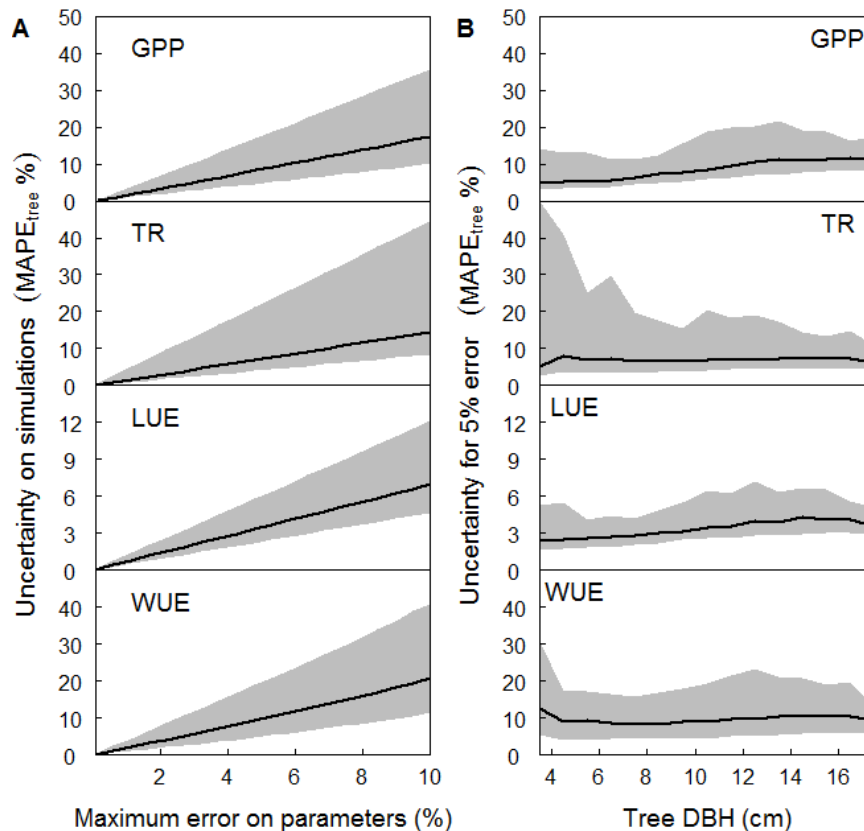 A
B
Uncertainty on simulations (MAPEtree %)
50
40
30
20
10
0
GPP
40
30
20
10
0
TR
12
9
6
3
0
LUE
40
30
20
10
0
WUE
2 4 6 8 10
Maximum error on parameters (%)
Uncertainty for 5% error (MAPEtree %)
50
40
30
20
10
0
GPP
40
30
20
10
0
TR
12
9
6
3
0
LUE
40
30
20
10
0
WUE
4 6 8 10 12 14 16
Tree DBH (cm)